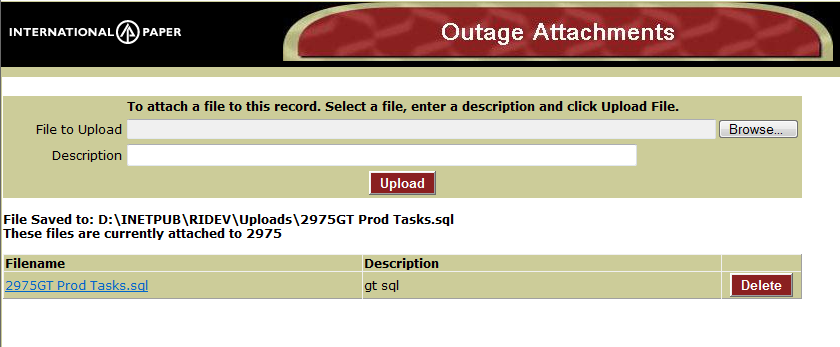 INTERNATIONAL PAPER
Outage Attachments
To attach a file to this record. Select a file, enter a description and click Upload File.
File to Upload Browse...
Description
Upload
File Saved to: D:\INETPUB\RIDEV\Uploads\2975GT Prod Tasks.sql
These files are currently attached to 2975
Filename Description
2975GT Prod Tasks.sql gt sql Delete